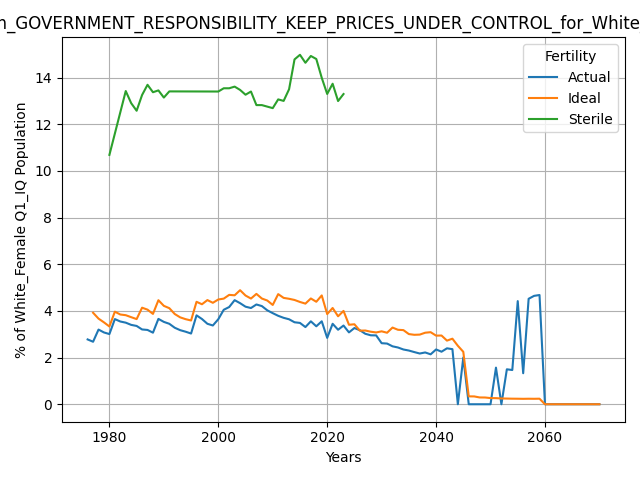 n_GOVERNMENT_RESPONSIBILITY_KEEP_PRICES_UNDER_CONTROL_for_White
Fertility
Actual
Ideal
Sterile
% of White_Female Q1_IQ Population
14
12
10
8
6
4
2
0
1980
2000
2020
2040
2060
Years